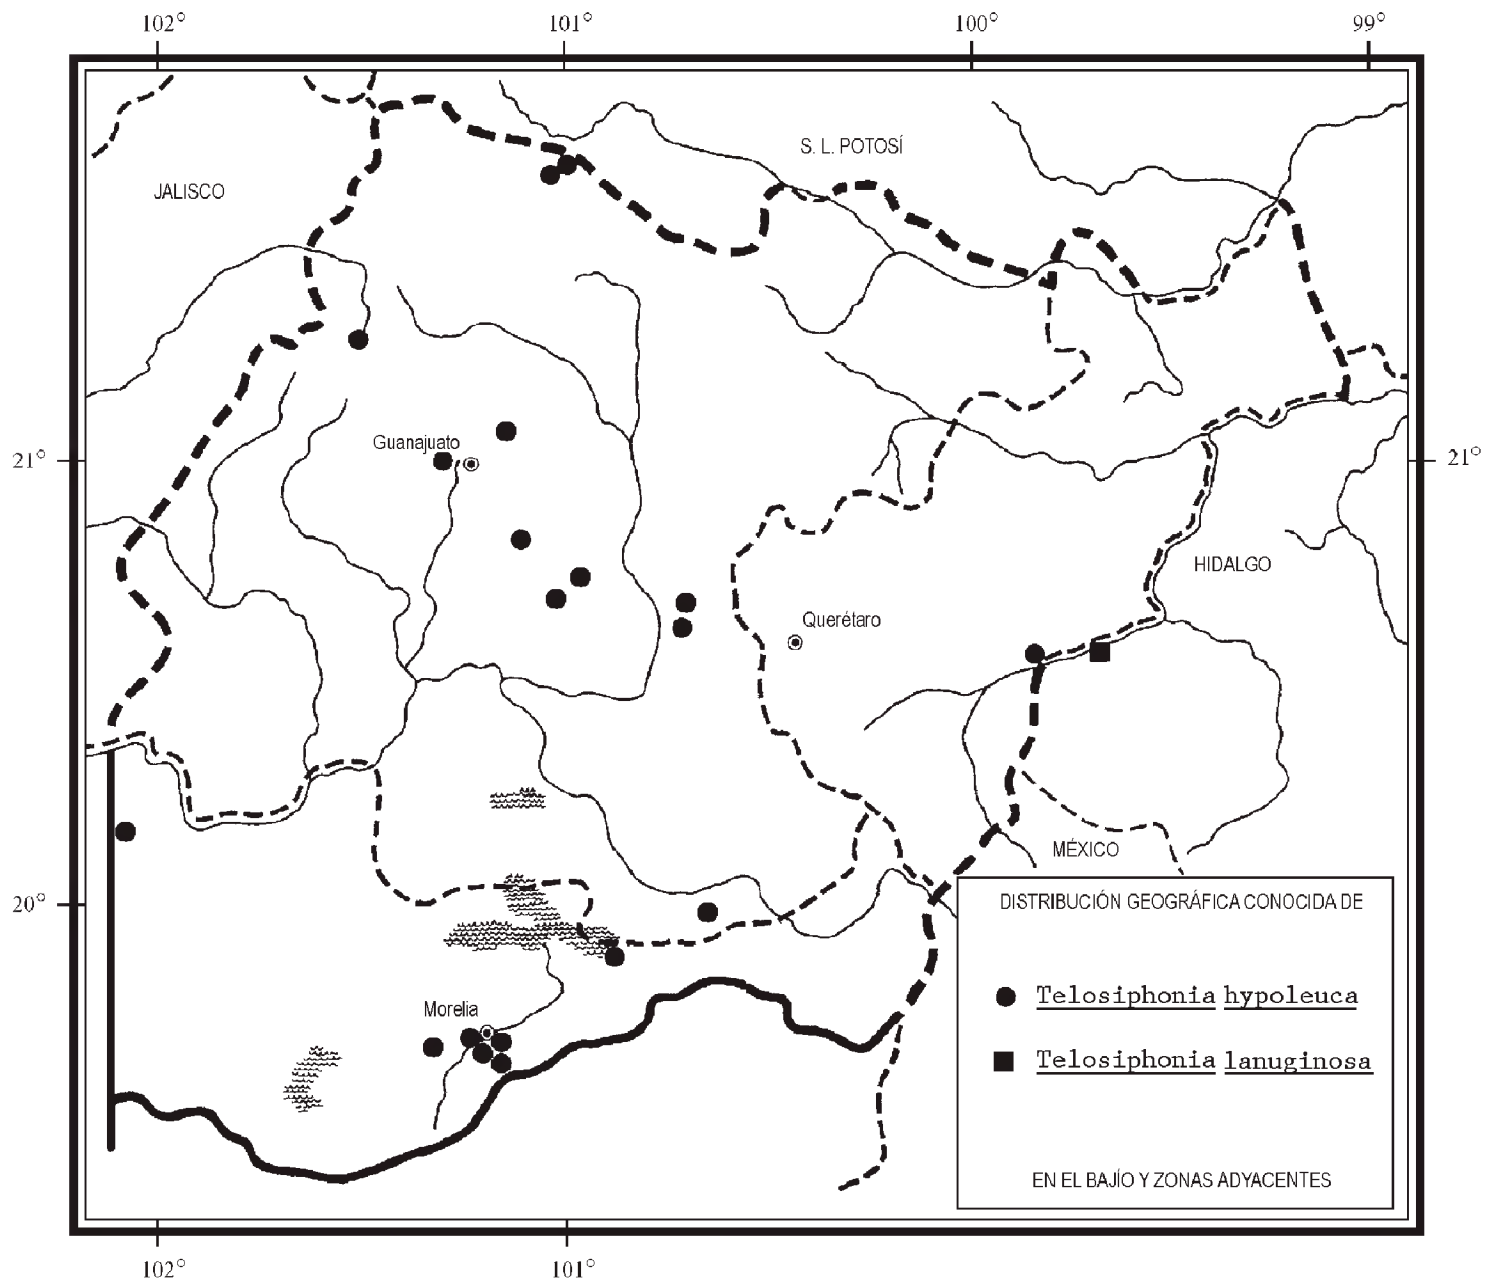 102° 101° 100° 99°
S. L. POTOSÍ
JALISCO
Guanajuato
21° 21°
HIDALGO
Querétaro
MÉXICO
20°
DISTRIBUCIÓN GEOGRÁFICA CONOCIDA DE
Telosiphonia hypoleuca
Morelia
Telosiphonia lanuginosa
EN EL BAJÍO Y ZONAS ADYACENTES
102° 101°